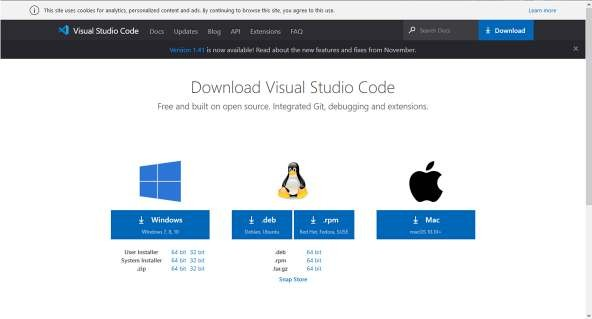 This site uses cookies for analytics, personalized content and ads. By continuing to browse this site, you agree to this use.
Learn more
Visual Studio Code
Docs
Updates
Blog
API
Extensions
FAQ
Search Docs
Download
Version 1.41 is now available! Read about the new features and fixes from November.
Download Visual Studio Code
Free and built on open source. Integrated Git, debugging and extensions.
Windows
Windows 7, 8, 10
.deb
Debian, Ubuntu
.rpm
Red Hat, Fedora, SUSE
Mac
macOS 10.10+
User Installer 64 bit 32 bit
System Installer 64 bit 32 bit
.zip 64 bit 32 bit
.deb 64 bit
.rpm 64 bit
.tar.gz 64 bit
Snap Store